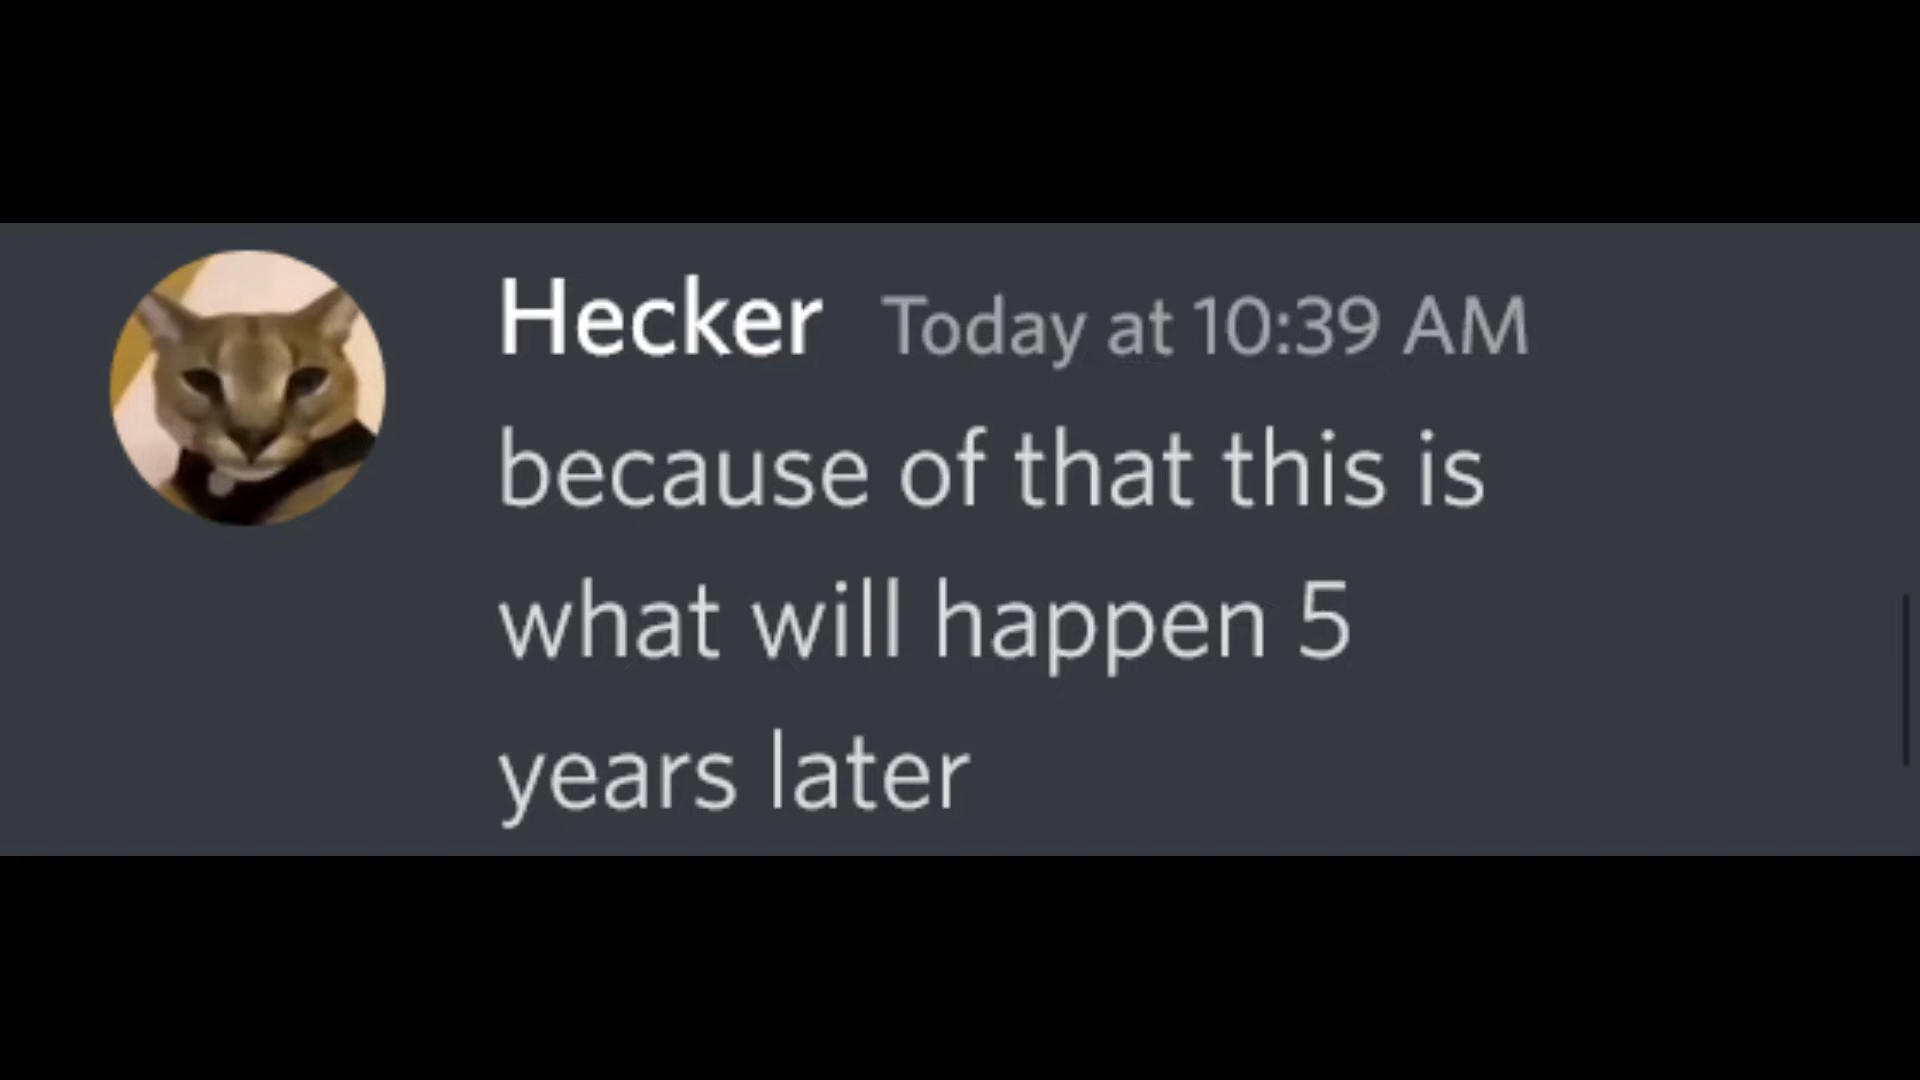 Hecker Today at 10:39 AM
because of that this is
what will happen 5
years later